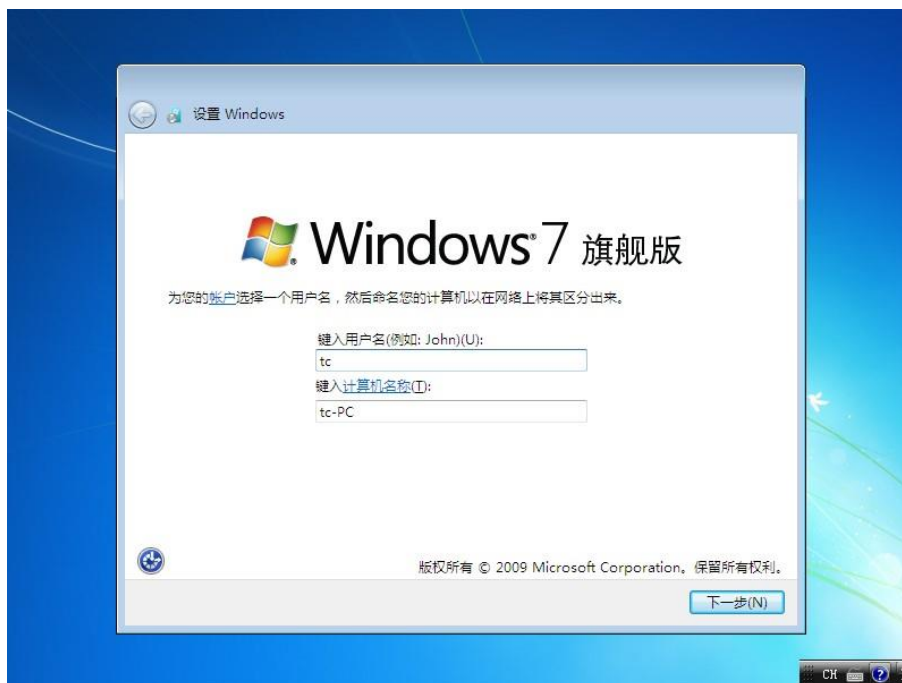 设置 Windows
Windows 7 旗舰版
为您的帐户选择一个用户名，然后命名您的计算机以在网络上将其区分出来。
键入用户名(例如: John)(U):
tc
键入计算机名称(T):
tc-PC
版权所有 © 2009 Microsoft Corporation。保留所有权利。
下一步(N)
CH